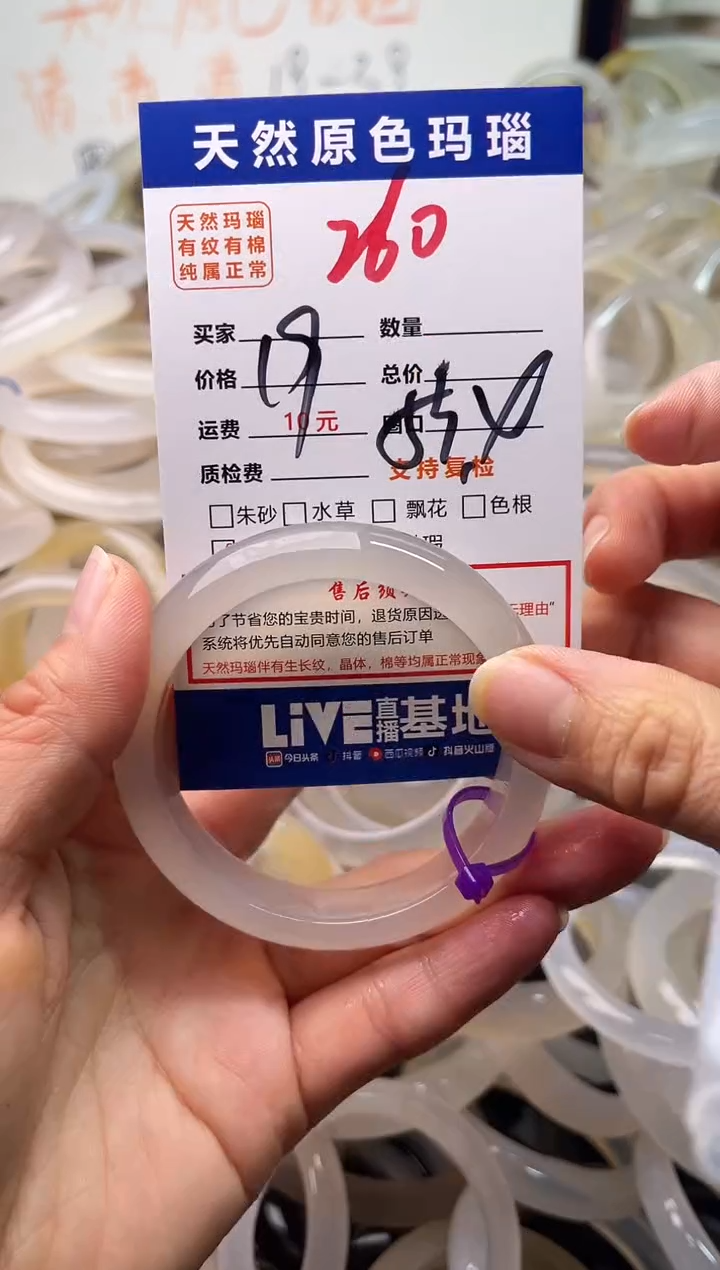 天然原色玛瑙
天然玛瑙
有纹有棉
纯属正常
260
买家 数量
价格 19 总价
运费 10元
质检费 支持复检
朱砂 水草 飘花 色根
售后须
了节省您的宝贵时间，退货原因选 理由”
系统将优先自动同意您的售后订单
天然玛瑙伴有生长纹，晶体，棉等均属正常现象
LiVE直播基地
今日头条 抖音 西瓜视频 抖音火山版